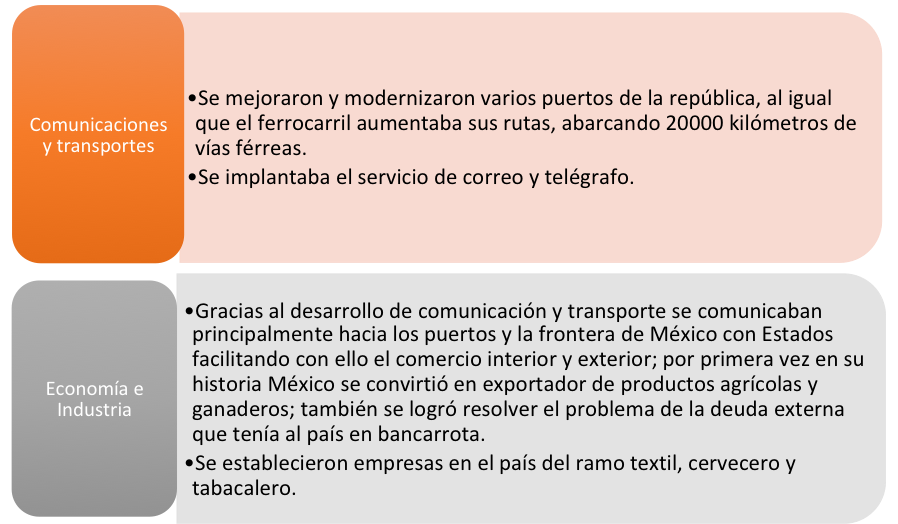 Comunicaciones
y transportes
•Se mejoraron y modernizaron varios puertos de la república, al igual
que el ferrocarril aumentaba sus rutas, abarcando 20000 kilómetros de
vías férreas.
•Se implantaba el servicio de correo y telégrafo.
Economía e
Industria
•Gracias al desarrollo de comunicación y transporte se comunicaban
principalmente hacia los puertos y la frontera de México con Estados
facilitando con ello el comercio interior y exterior; por primera vez en su
historia México se convirtió en exportador de productos agrícolas y
ganaderos; también se logró resolver el problema de la deuda externa
que tenía al país en bancarrota.
•Se establecieron empresas en el país del ramo textil, cervecero y
tabacalero.